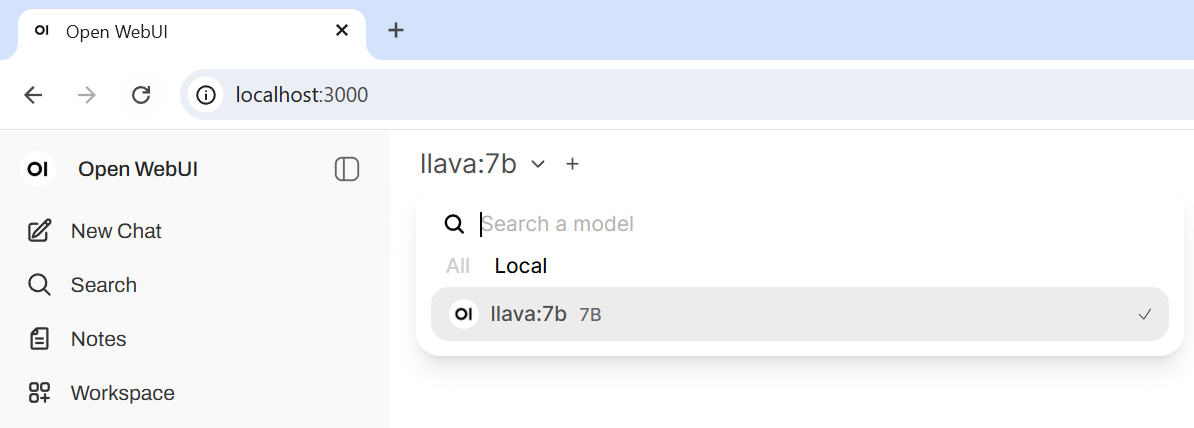 OI Open WebUI
localhost:3000
OI Open WebUI
New Chat
Search
Notes
Workspace
llava:7b
Search a model
All Local
OI llava:7b 7B